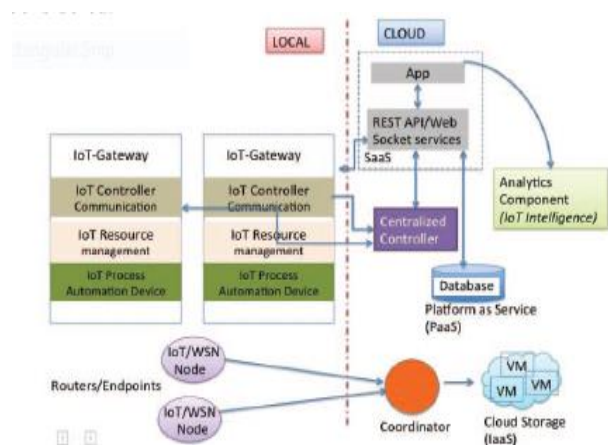 LOCAL
CLOUD
App
REST API/Web
Socket services
SaaS
IoT-Gateway
IoT Controller
Communication
IoT Resource
management
IoT Process
Automation Device
IoT-Gateway
IoT Controller
Communication
IoT Resource
management
IoT Process
Automation Device
Centralized
Controller
Analytics
Component
(IoT Intelligence)
Database
Platform as Service
(PaaS)
IoT/WSN
Node
Routers/Endpoints
IoT/WSN
Node
Coordinator
VM
VM
VM
Cloud Storage
(IaaS)